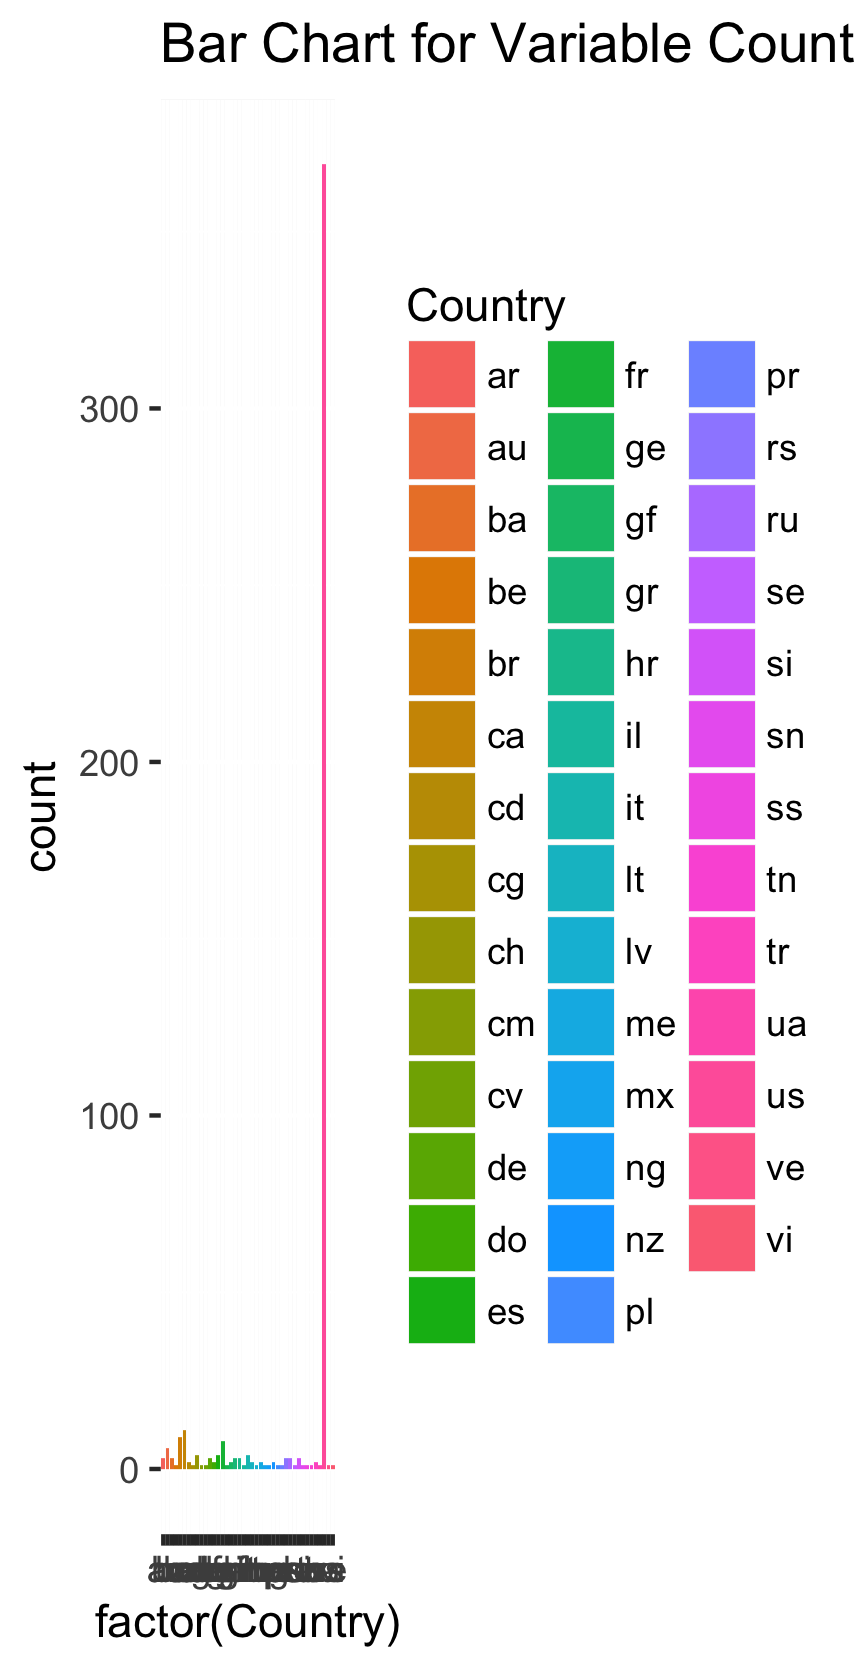 Bar Chart for Variable Count
300
200
100
0
count
factor(Country)
Country
ar
au
ba
be
br
ca
cd
cg
ch
cm
cv
de
do
es
fr
ge
gf
gr
hr
il
it
lt
lv
me
mx
ng
nz
pl
pr
rs
ru
se
si
sn
ss
tn
tr
ua
us
ve
vi